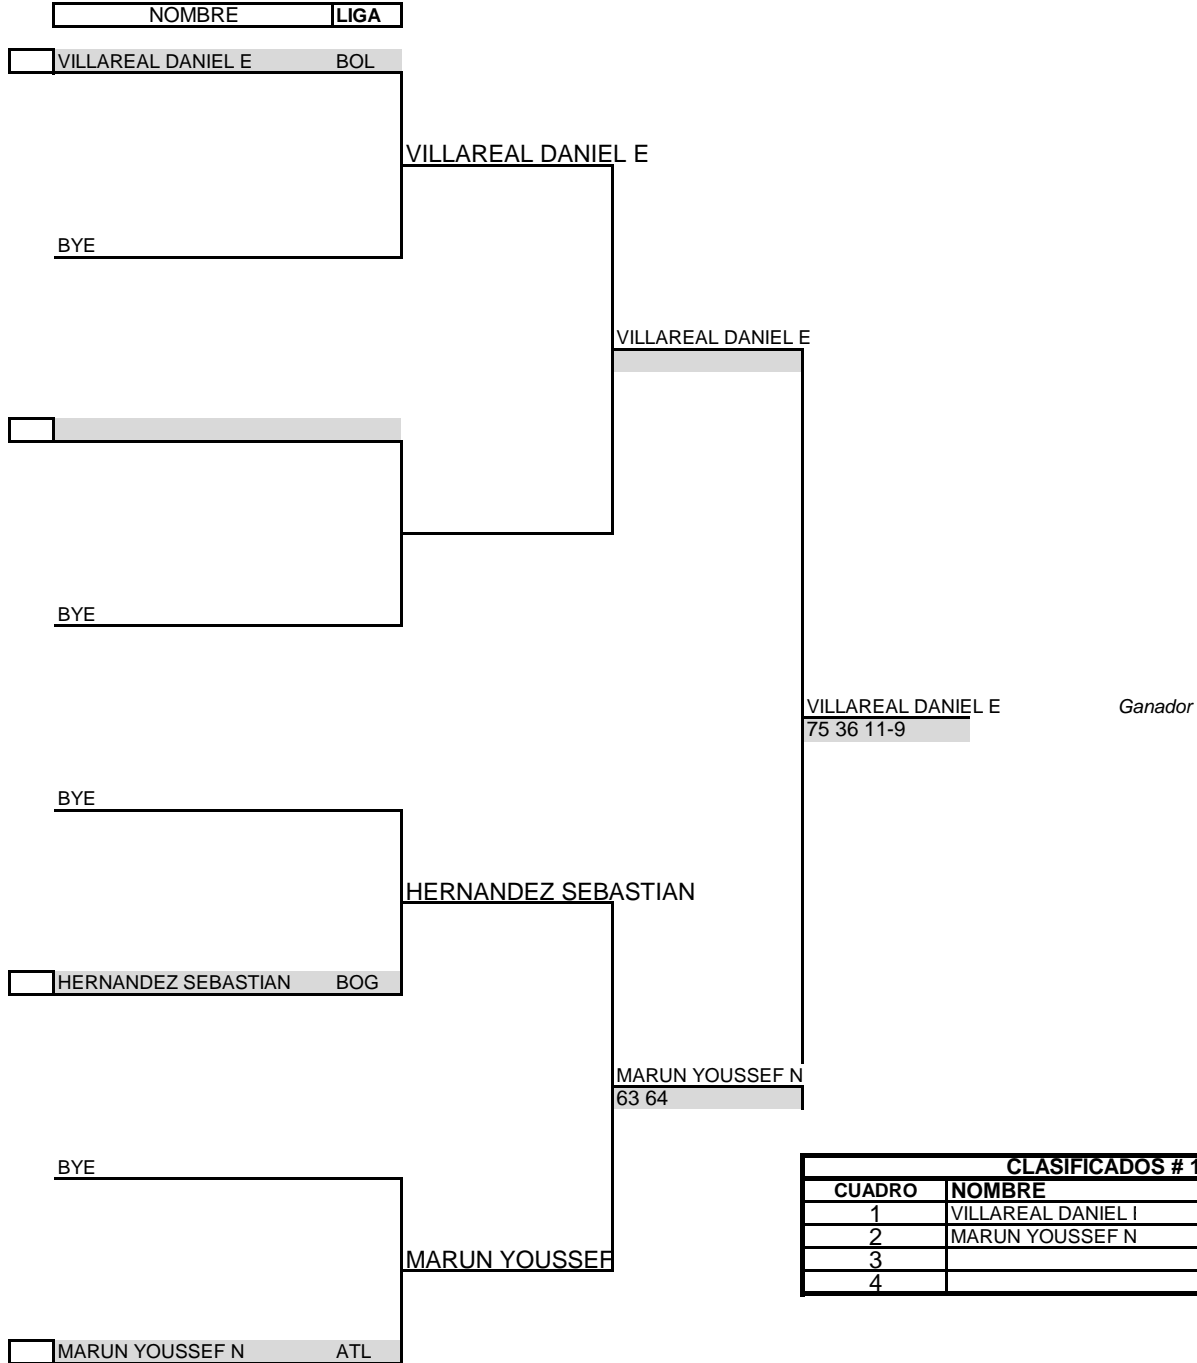 NOMBRE LIGA
VILLAREAL DANIEL E BOL
VILLAREAL DANIEL E
BYE
VILLAREAL DANIEL E
BYE
VILLAREAL DANIEL E Ganador
75 36 11-9
BYE
HERNANDEZ SEBASTIAN
HERNANDEZ SEBASTIAN BOG
MARUN YOUSSEF N
63 64
BYE
CLASIFICADOS # 1
CUADRO NOMBRE
1 VILLAREAL DANIEL
2 MARUN YOUSSEF N
3
4
MARUN YOUSSEF
MARUN YOUSSEF N ATL